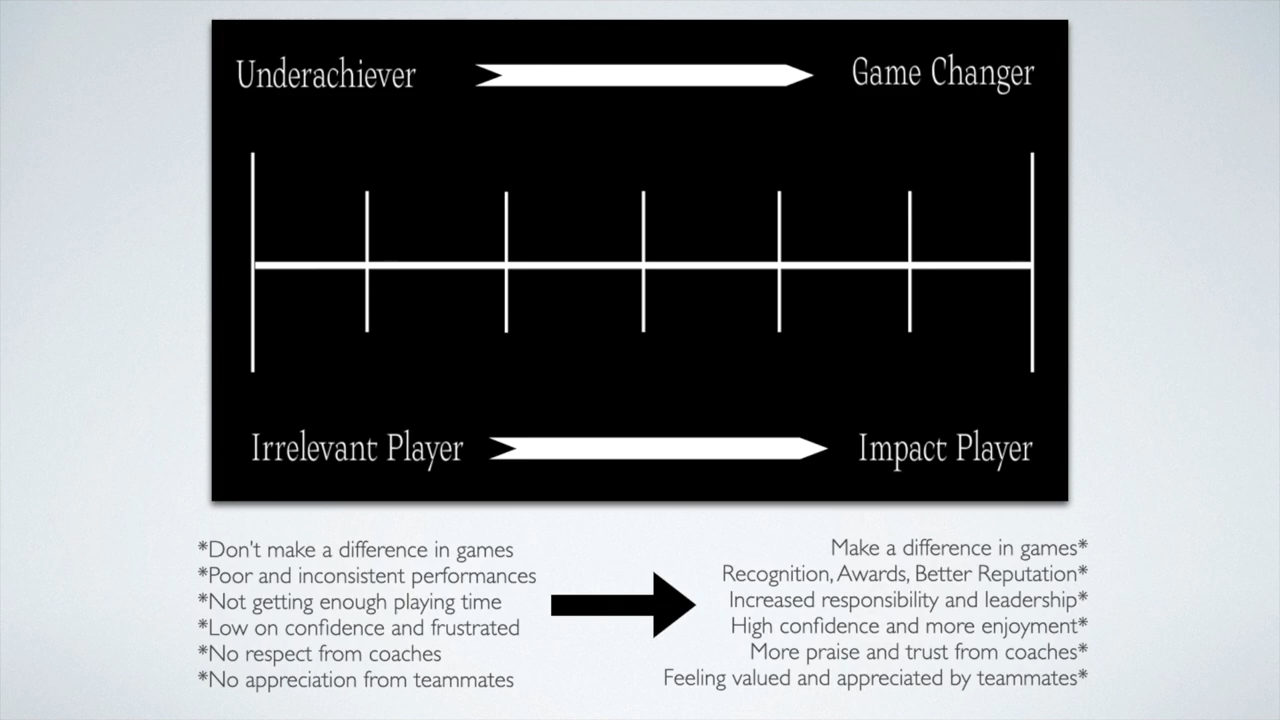 Underachiever
Game Changer
Irrelevant Player
Impact Player
*Don't make a difference in games
*Poor and inconsistent performances
*Not getting enough playing time
*Low on confidence and frustrated
*No respect from coaches
*No appreciation from teammates
Make a difference in games*
Recognition, Awards, Better Reputation*
Increased responsibility and leadership*
High confidence and more enjoyment*
More praise and trust from coaches*
Feeling valued and appreciated by teammates*